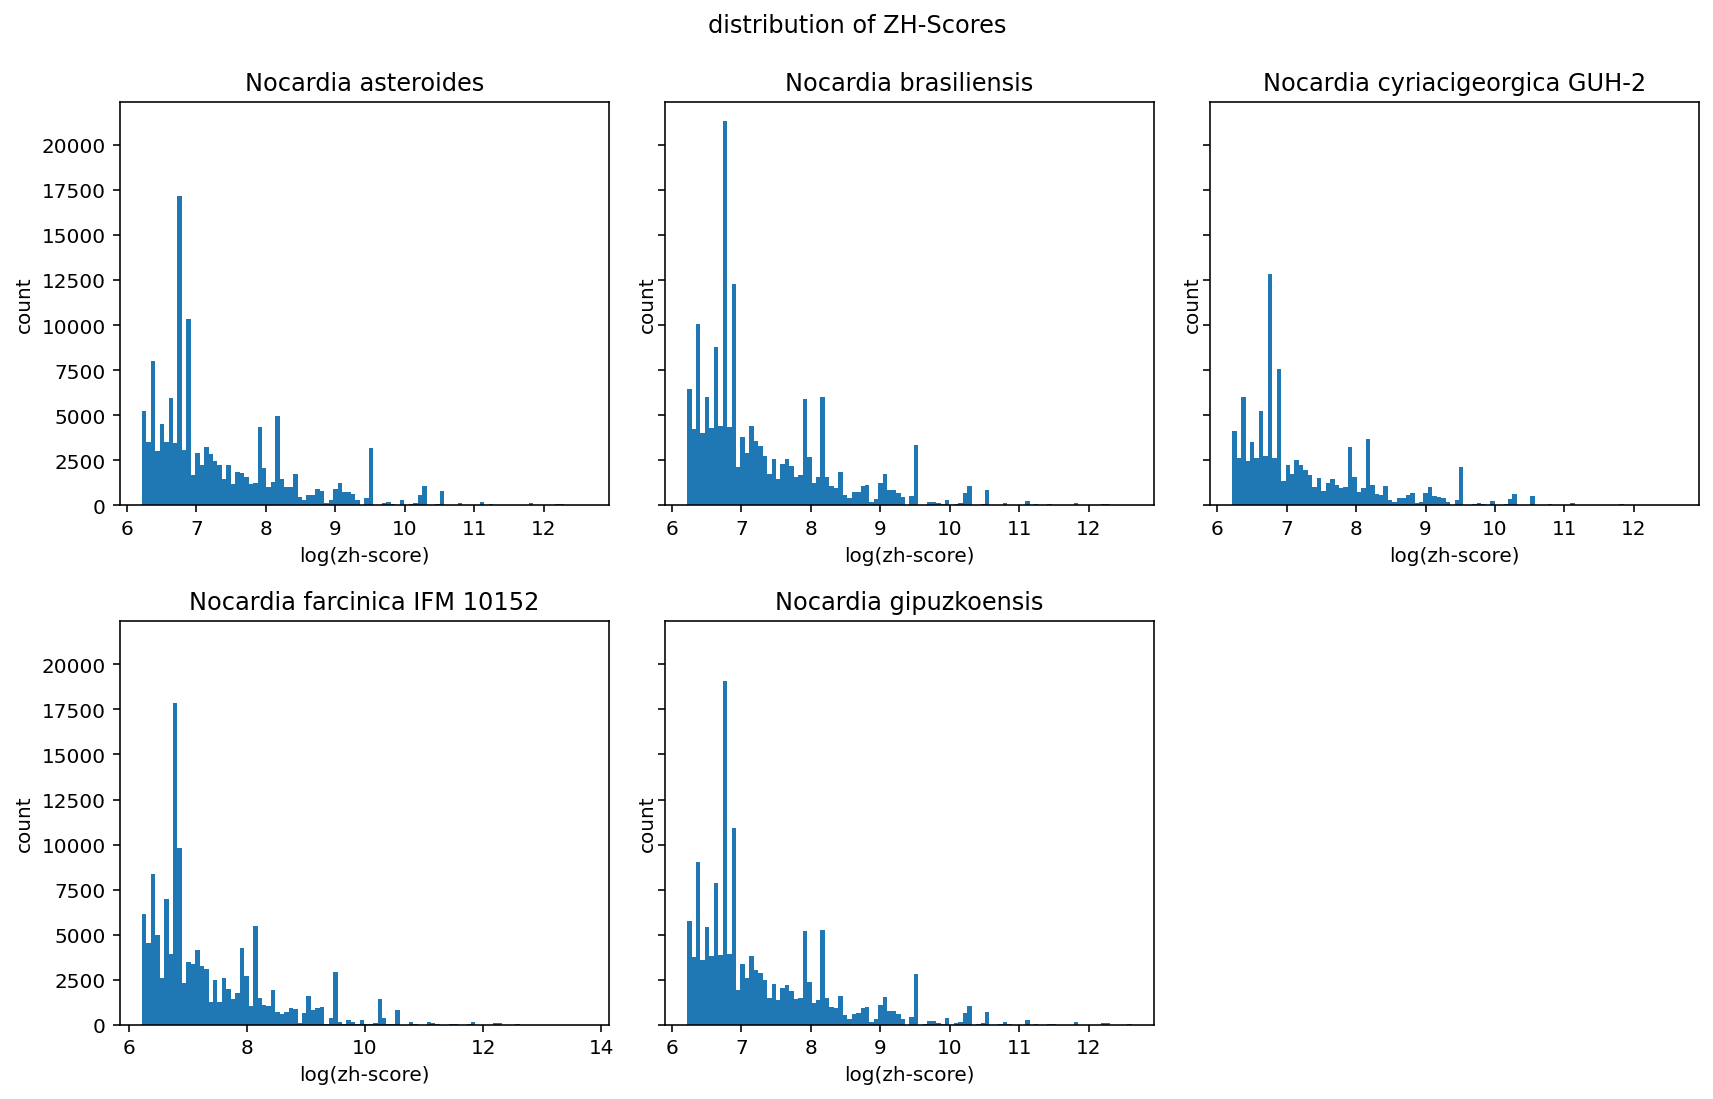 distribution of ZH-Scores
Nocardia asteroides
20000
17500
15000
12500
10000
7500
5000
2500
0
count
6 7 8 9 10 11 12
log(zh-score)
Nocardia brasiliensis
count
6 7 8 9 10 11 12
log(zh-score)
Nocardia cyriacigeorgica GUH-2
count
6 7 8 9 10 11 12
log(zh-score)
Nocardia farcinica IFM 10152
20000
17500
15000
12500
10000
7500
5000
2500
0
count
6 8 10 12 14
log(zh-score)
Nocardia gipuzkoensis
count
6 7 8 9 10 11 12
log(zh-score)